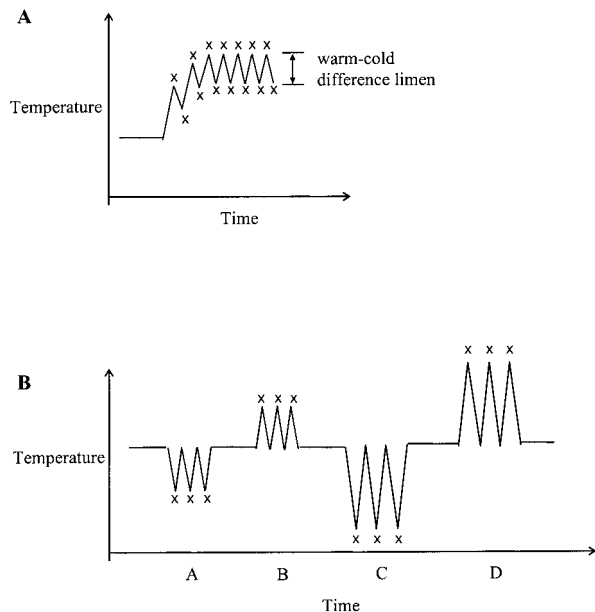 A
x x x x x x x
warm-cold
difference limen
Temperature
x x x x x x x
Time
x x x
B
x x x
Temperature
x x x
x x x
A B C D
Time